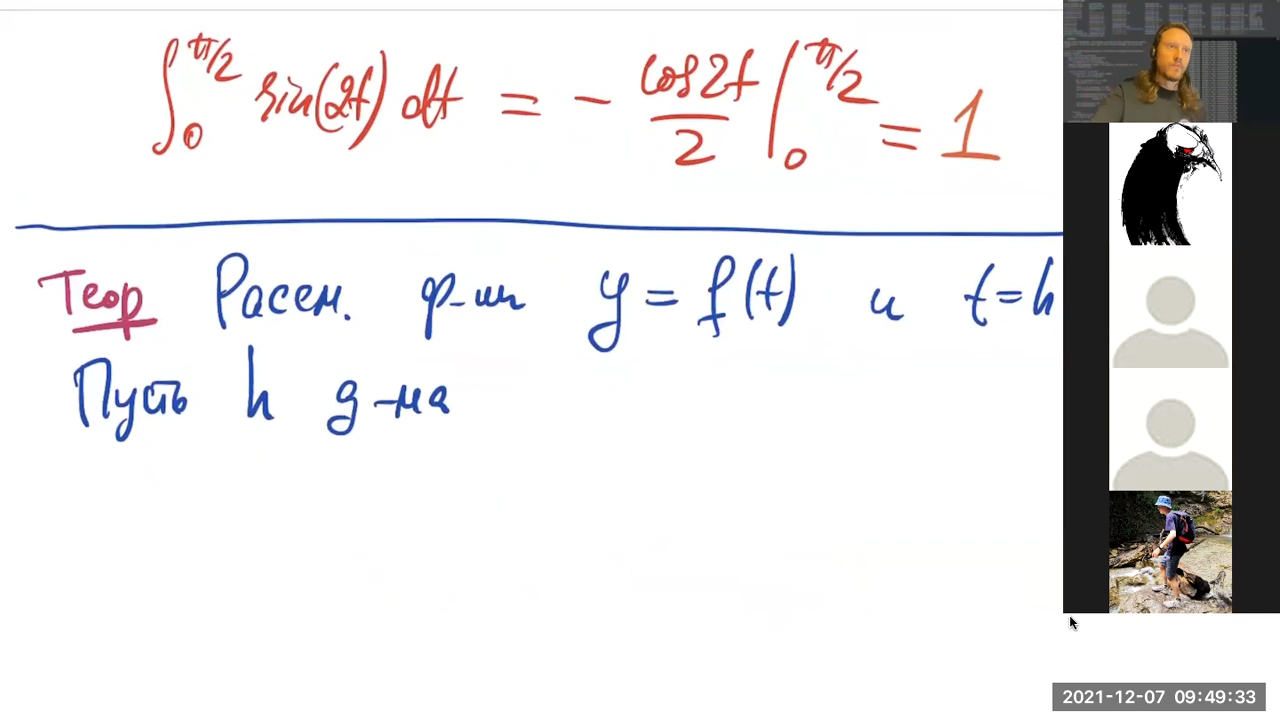 ∫₀^π/2 sin(2t) dt = - cos2t/2 |₀^π/2 = 1
Теор Рассм. ф-ии y = f(t) и t=h
Пусть h д-ма
2021-12-07 09:49:33